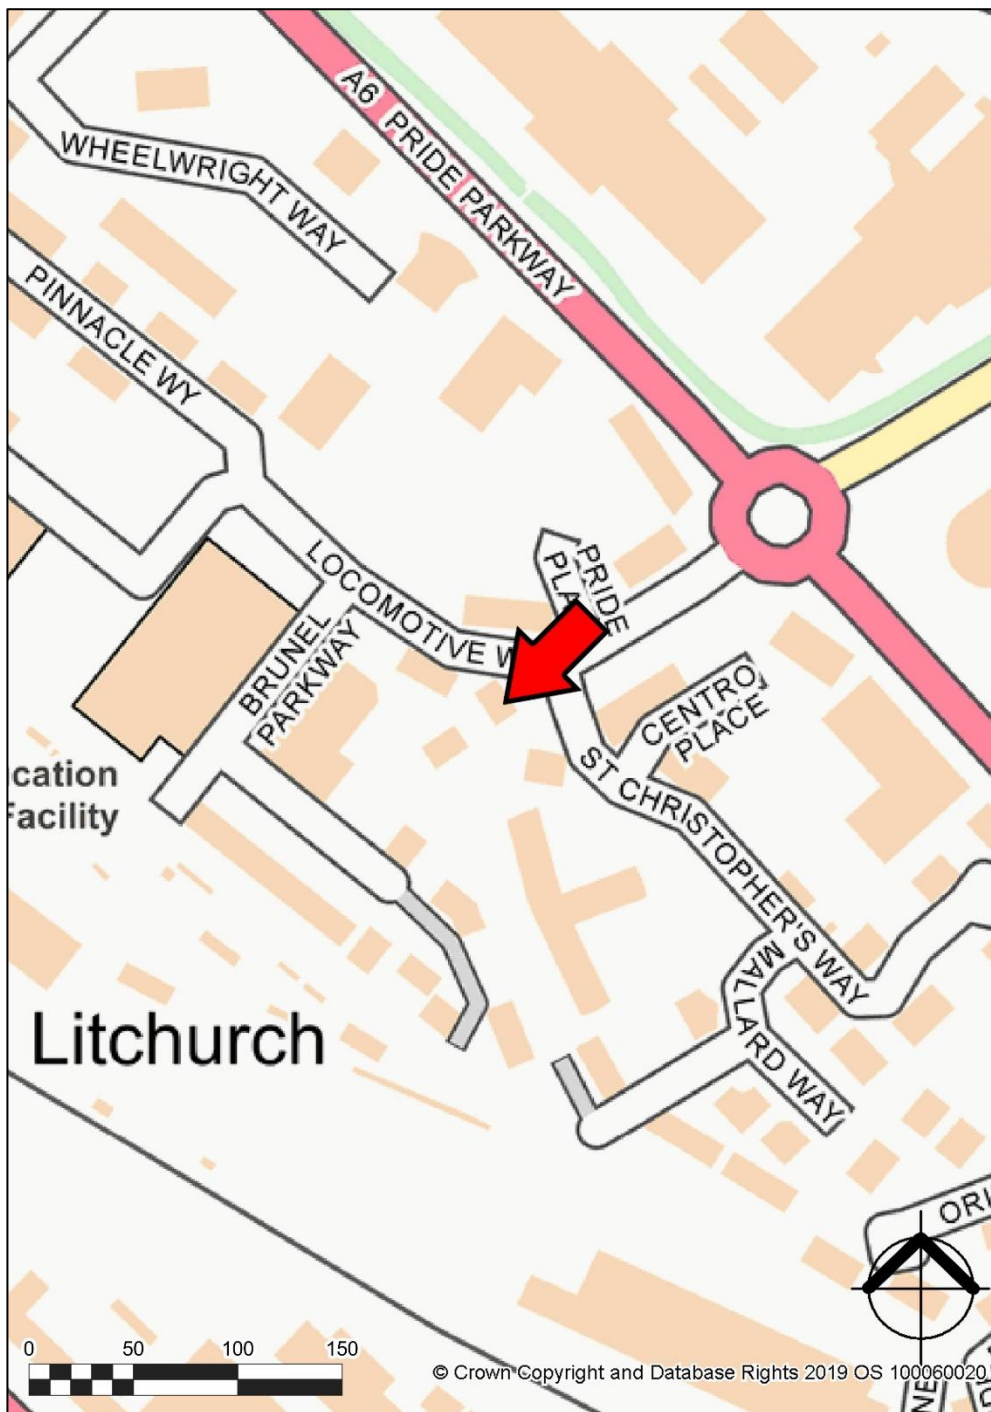 A6 PRIDE PARKWAY
WHEELWRIGHT WAY
PINNACLE WY
LOCOMOTIVE W
PRIDE
PLA
BRUNEL
PARKWAY
CENTRO
PLACE
ST CHRISTOPHER'S WAY
cation
Facility
MALLARD WAY
Litchurch
ORI
0 50 100 150
© Crown Copyright and Database Rights 2019 OS 100060020
NE